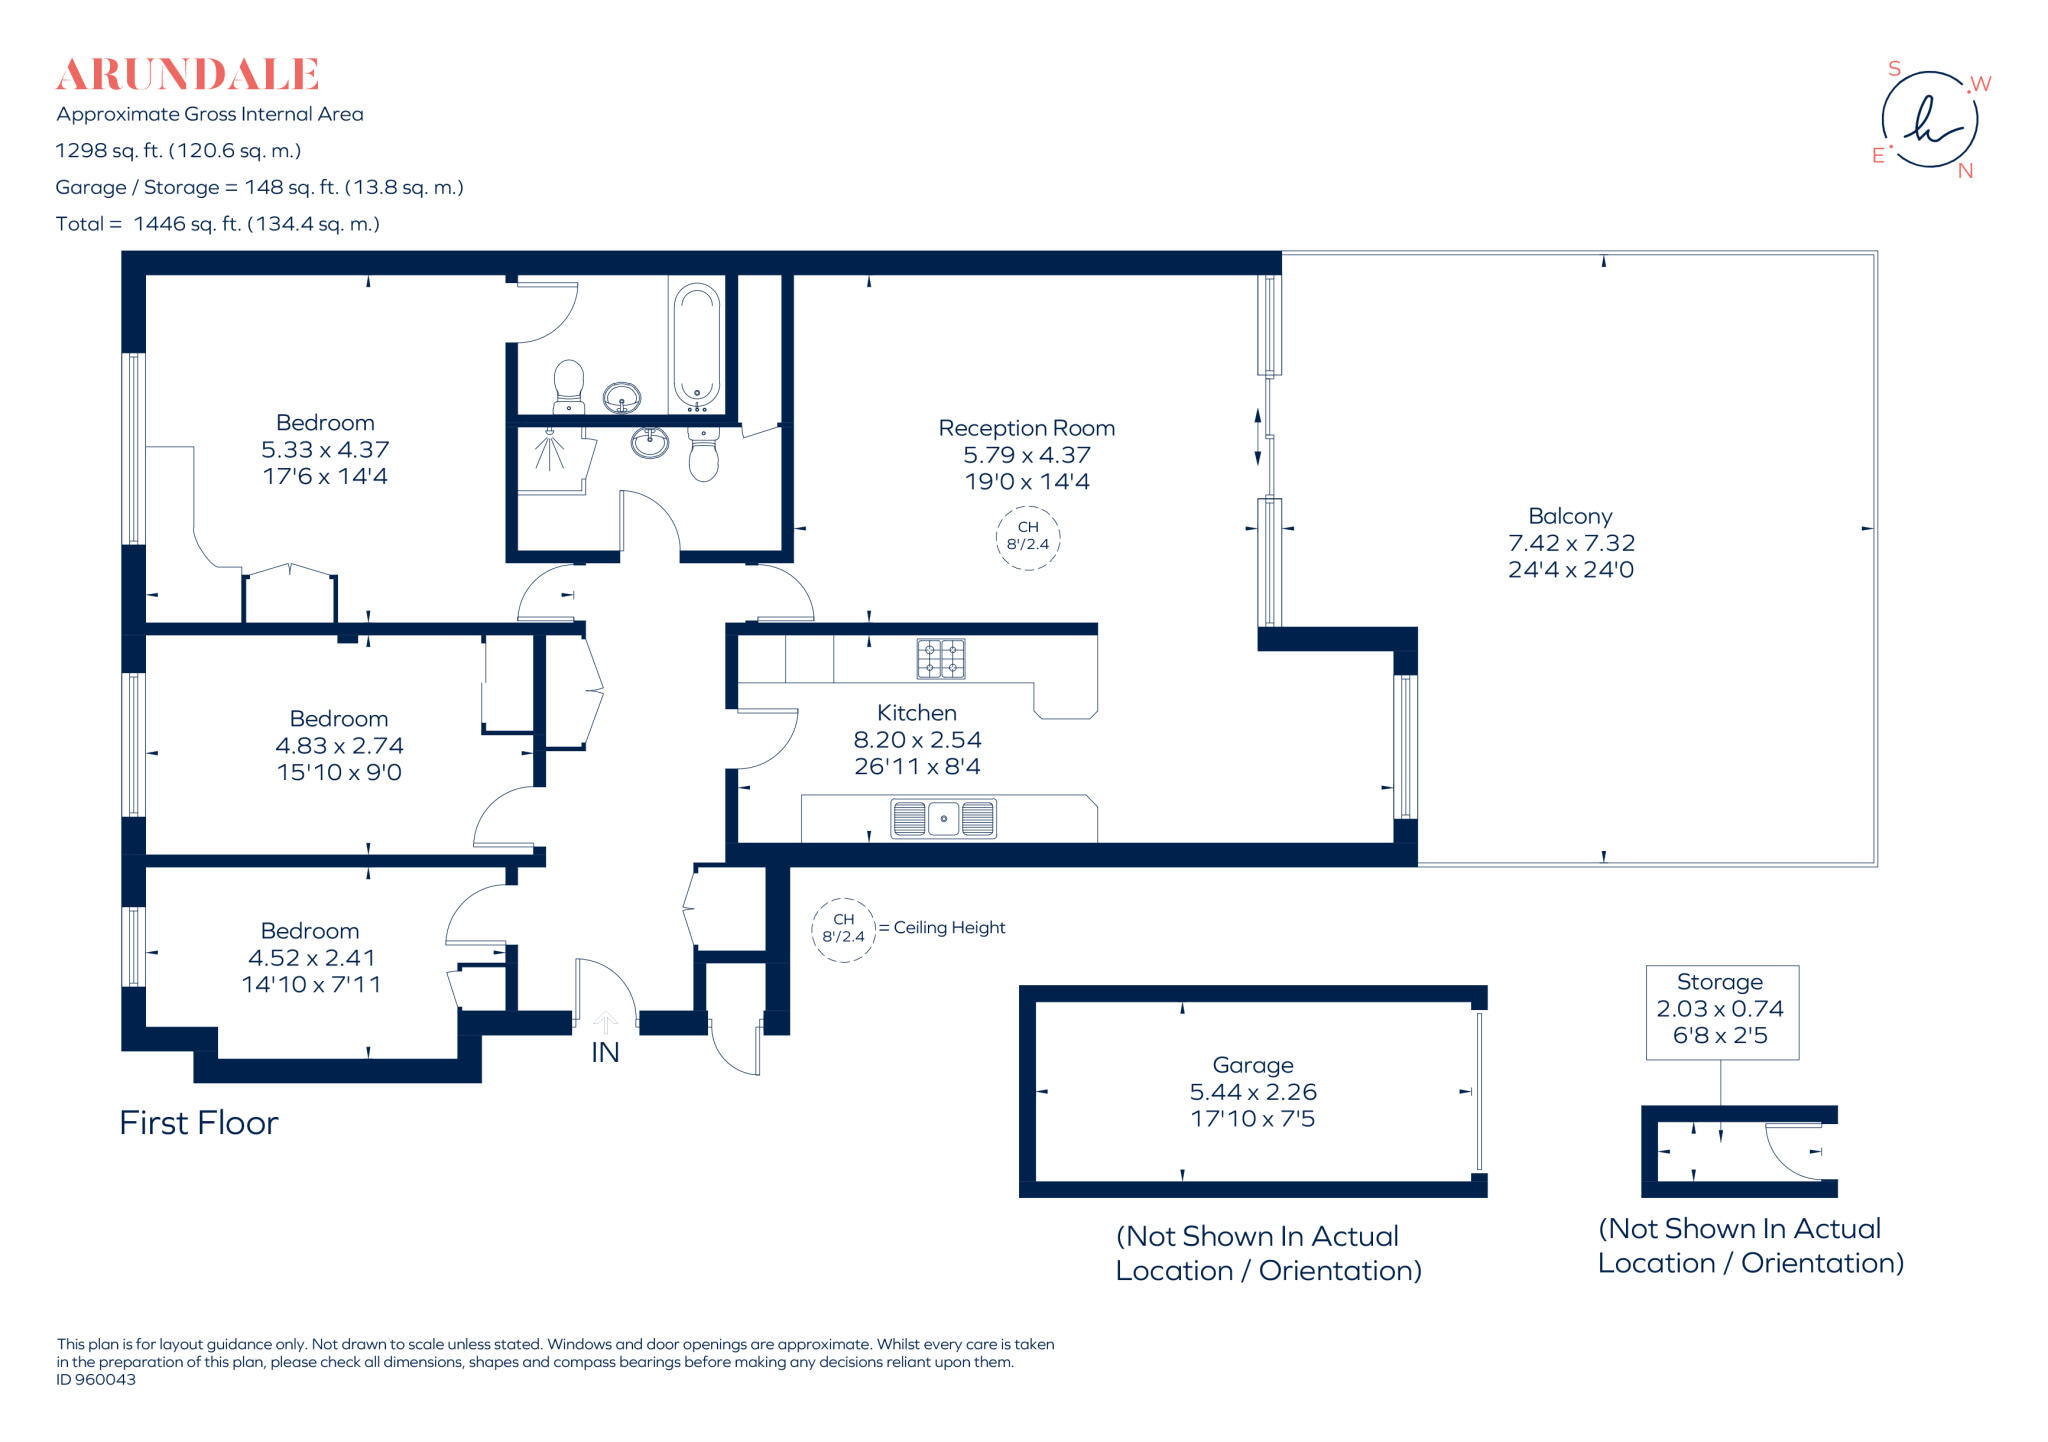 ARUNDALE
Approximate Gross Internal Area
1298 sq. ft. (120.6 sq. m.)
Garage / Storage = 148 sq. ft. (13.8 sq. m.)
Total = 1446 sq. ft. (134.4 sq. m.)
S
W
E
N
Bedroom
5.33 x 4.37
17'6 x 14'4
Reception Room
5.79 x 4.37
19'0 x 14'4
CH
8'/2.4
Balcony
7.42 x 7.32
24'4 x 24'0
Bedroom
4.83 x 2.74
15'10 x 9'0
Kitchen
8.20 x 2.54
26'11 x 8'4
Bedroom
4.52 x 2.41
14'10 x 7'11
CH
8'/2.4
= Ceiling Height
IN
First Floor
Garage
5.44 x 2.26
17'10 x 7'5
(Not Shown In Actual
Location / Orientation)
Storage
2.03 x 0.74
6'8 x 2'5
(Not Shown In Actual
Location / Orientation)
This plan is for layout guidance only. Not drawn to scale unless stated. Windows and door openings are approximate. Whilst every care is taken
in the preparation of this plan, please check all dimensions, shapes and compass bearings before making any decisions reliant upon them.
ID 960043